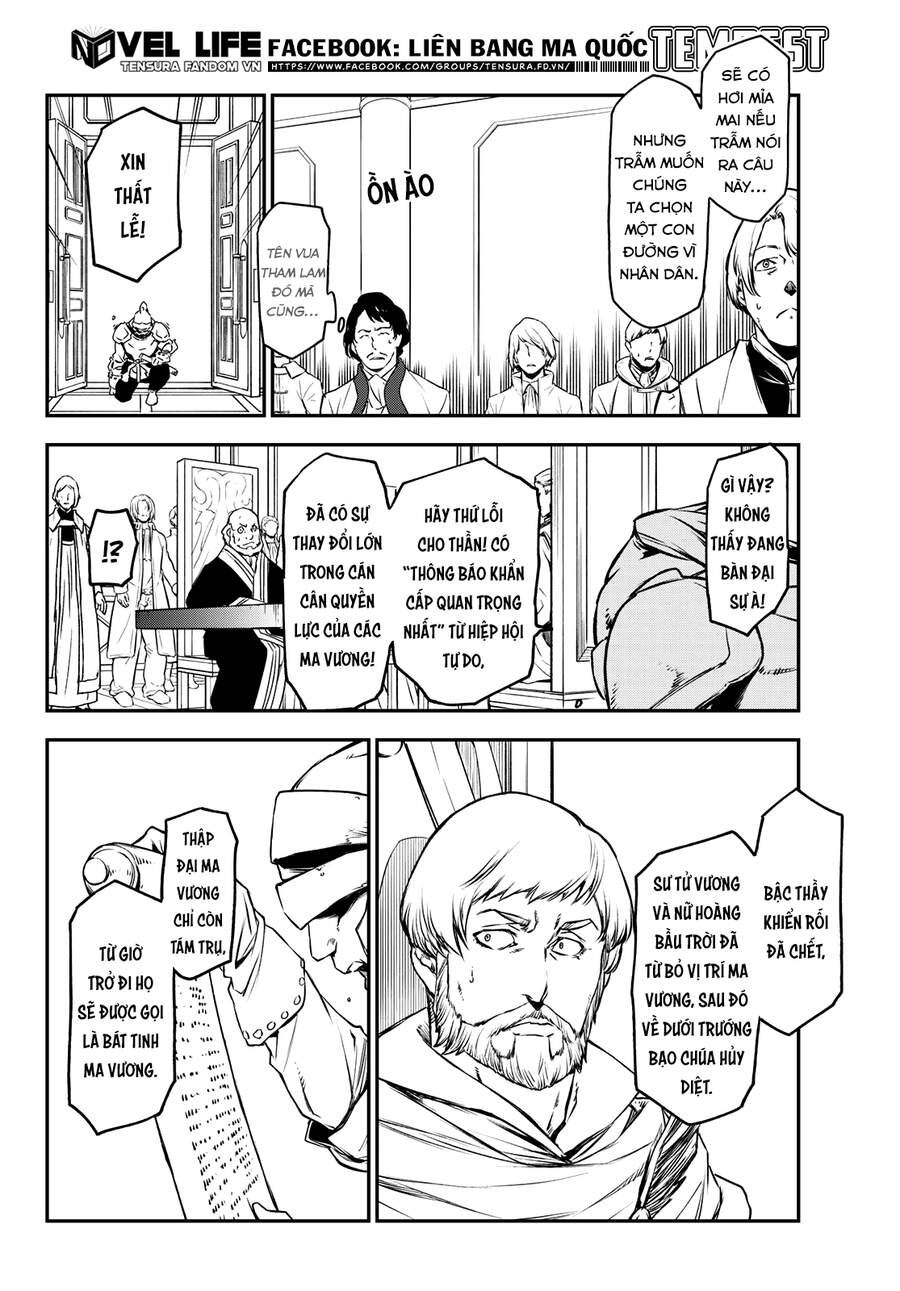 NOVEL LIFE
TENSURA FANDOM VN
FACEBOOK: LIÊN BANG MA QUỐC
HTTPS://WWW.FACEBOOK.COM/GROUPS/TENSURA.FD.VN/
TEMPEST
SẼ CÓ
HƠI MỈA
MAI NẾU
TRẪM NÓI
RA CÂU
NÀY...
NHƯNG
TRẪM MUỐN
CHÚNG
TA CHỌN
MỘT CON
ĐƯỜNG VÌ
NHÂN DÂN.
ỒN ÀO
TÊN VUA
THAM LAM
ĐÓ MÀ
CŨNG...
XIN
THẤT
LỄ!
GÌ VẬY?
KHÔNG
THẤY ĐANG
BÀN ĐẠI
SỰ À!
HÃY THỨ LỖI
CHO THẦN! CÓ
“THÔNG BÁO KHẨN
CẤP QUAN TRỌNG
NHẤT” TỪ HIỆP HỘI
TỰ DO,
ĐÃ CÓ SỰ
THAY ĐỔI LỚN
TRONG CÁN
CÂN QUYỀN
LỰC CỦA CÁC
MA VƯƠNG!
!?
BẬC THẦY
KHIỂN RỐI
ĐÃ CHẾT,
SƯ TỬ VƯƠNG
VÀ NỮ HOÀNG
BẦU TRỜI ĐÃ
TỪ BỎ VỊ TRÍ MA
VƯƠNG, SAU ĐÓ
VỀ DƯỚI TRƯỚNG
BẠO CHÚA HỦY
DIỆT.
THẬP
ĐẠI MA
VƯƠNG
CHỈ CÒN
TÁM TRỤ,
TỪ GIỜ
TRỞ ĐI HỌ
SẼ ĐƯỢC GỌI
LÀ BÁT TINH
MA VƯƠNG.